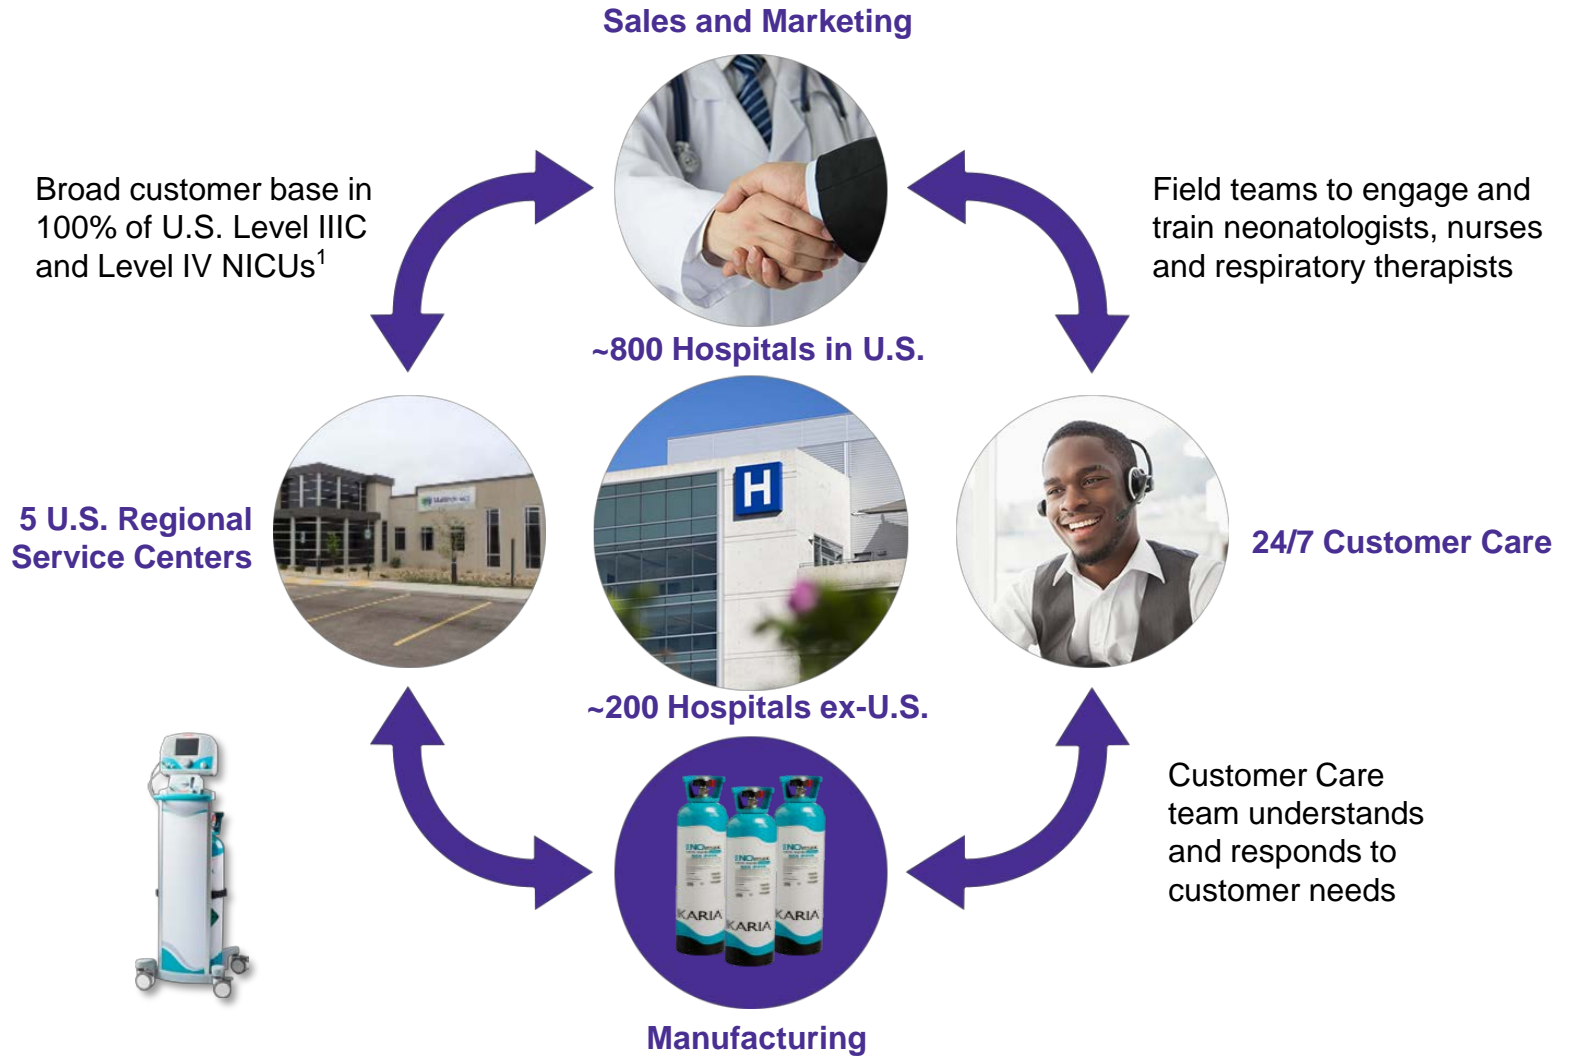 Sales and Marketing
Broad customer base in
100% of U.S. Level IIIC
and Level IV NICUs1
Field teams to engage and
train neonatologists, nurses
and respiratory therapists
~800 Hospitals in U.S.
H
5 U.S. Regional
Service Centers
24/7 Customer Care
~200 Hospitals ex-U.S.
Customer Care
team understands
and responds to
customer needs
KARIA
KARIA
KARIA
Manufacturing